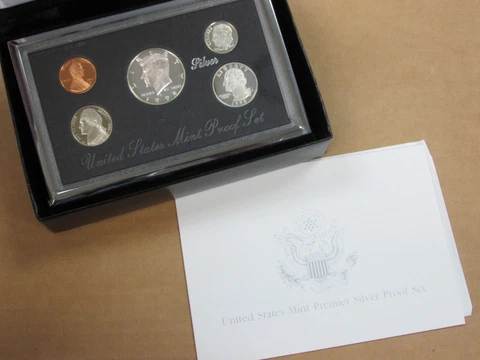 Silver
United States Mint Proof Set
United States Mint Premier Silver Proof Set